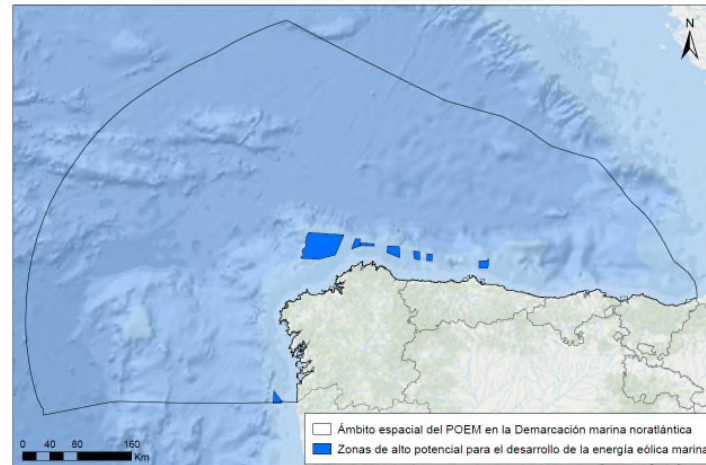 N
Ámbito espacial del POEM en la Demarcación marina noratlántica
Zonas de alto potencial para el desarrollo de la energía eólica marina
0 40 80 160
Km